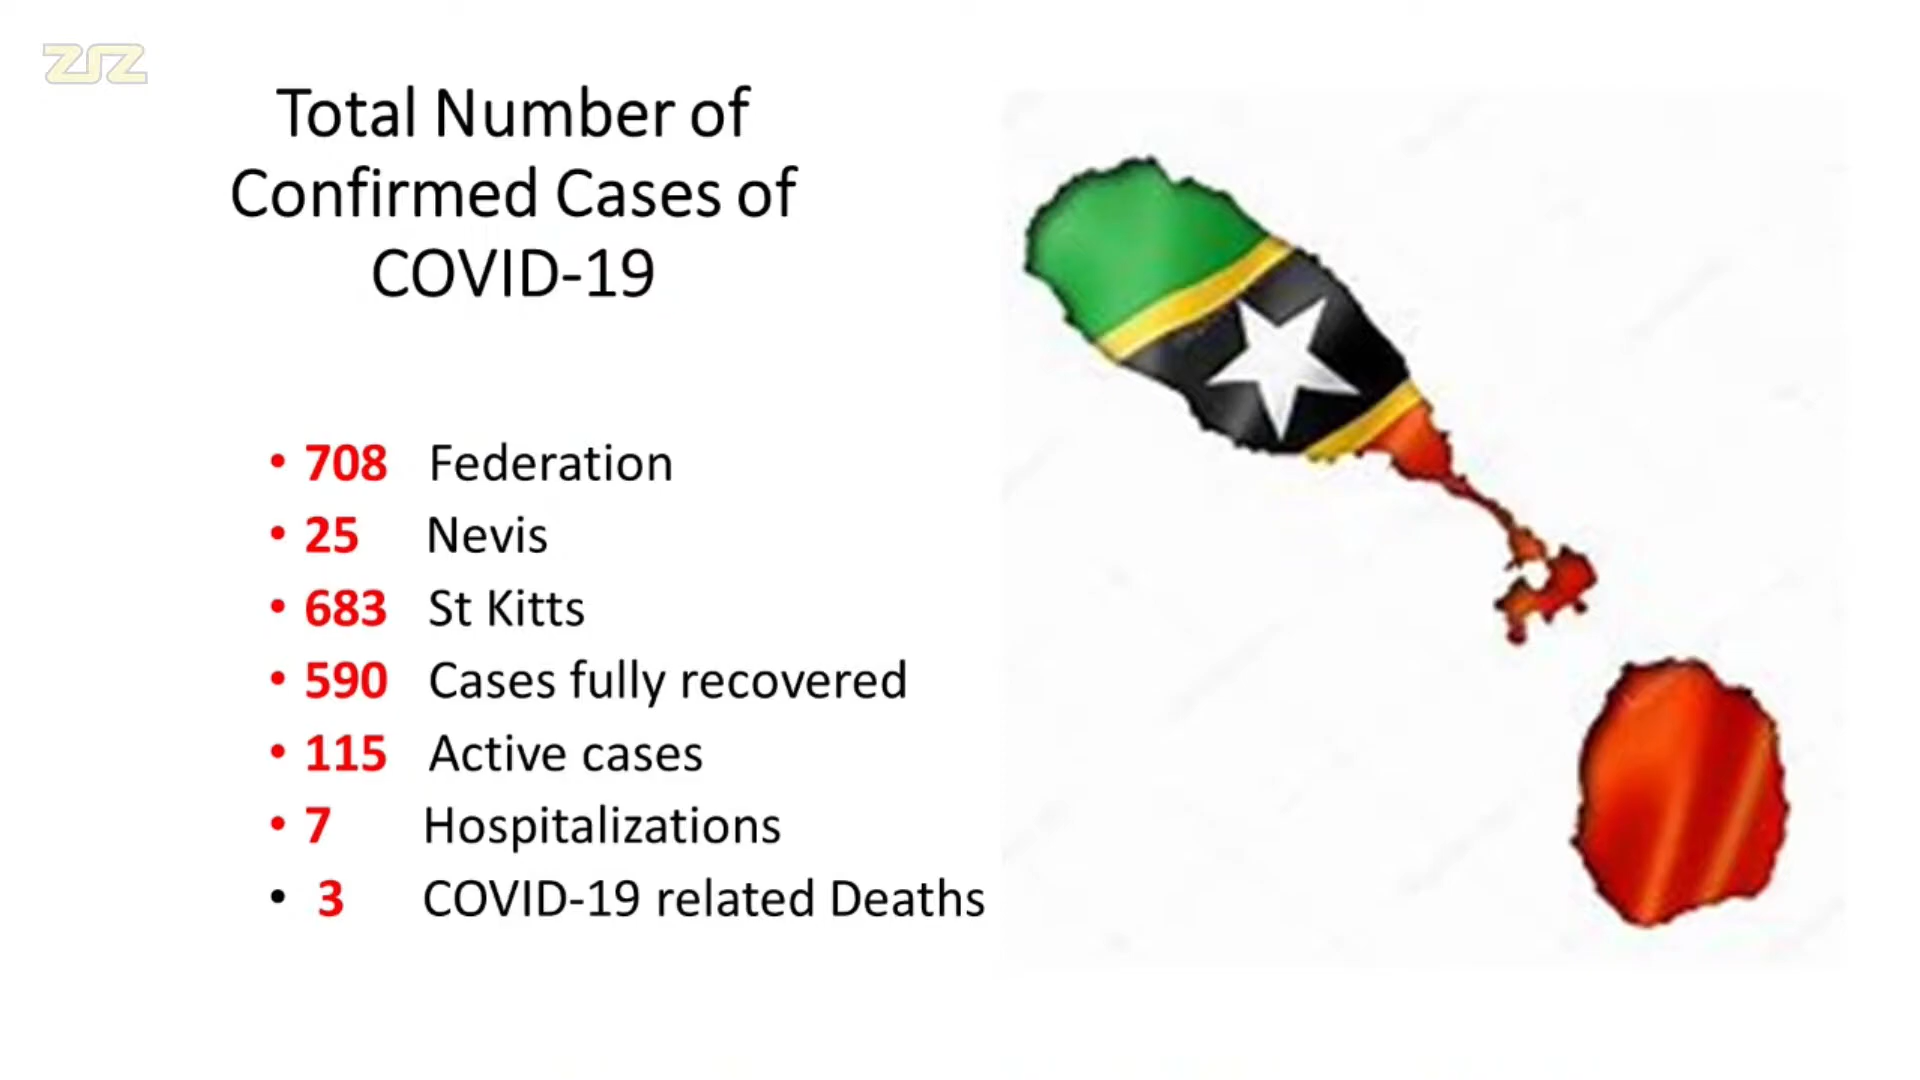 ZIZ
Total Number of
Confirmed Cases of
COVID-19
• 708 Federation
• 25 Nevis
• 683 St Kitts
• 590 Cases fully recovered
• 115 Active cases
• 7 Hospitalizations
• 3 COVID-19 related Deaths